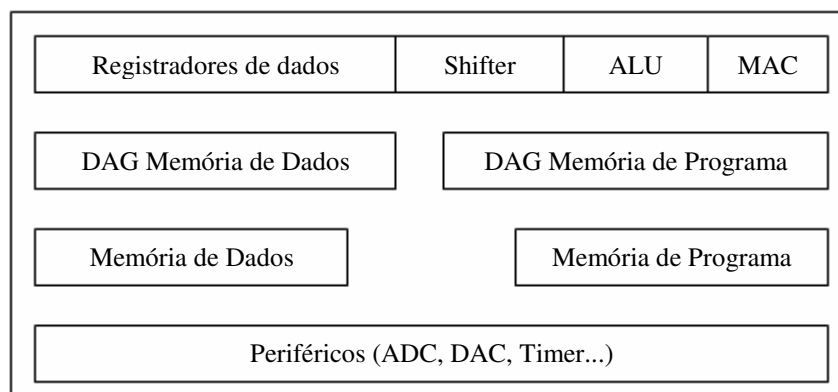 Registradores de dados Shifter ALU MAC
DAG Memória de Dados DAG Memória de Programa
Memória de Dados Memória de Programa
Periféricos (ADC, DAC, Timer...)